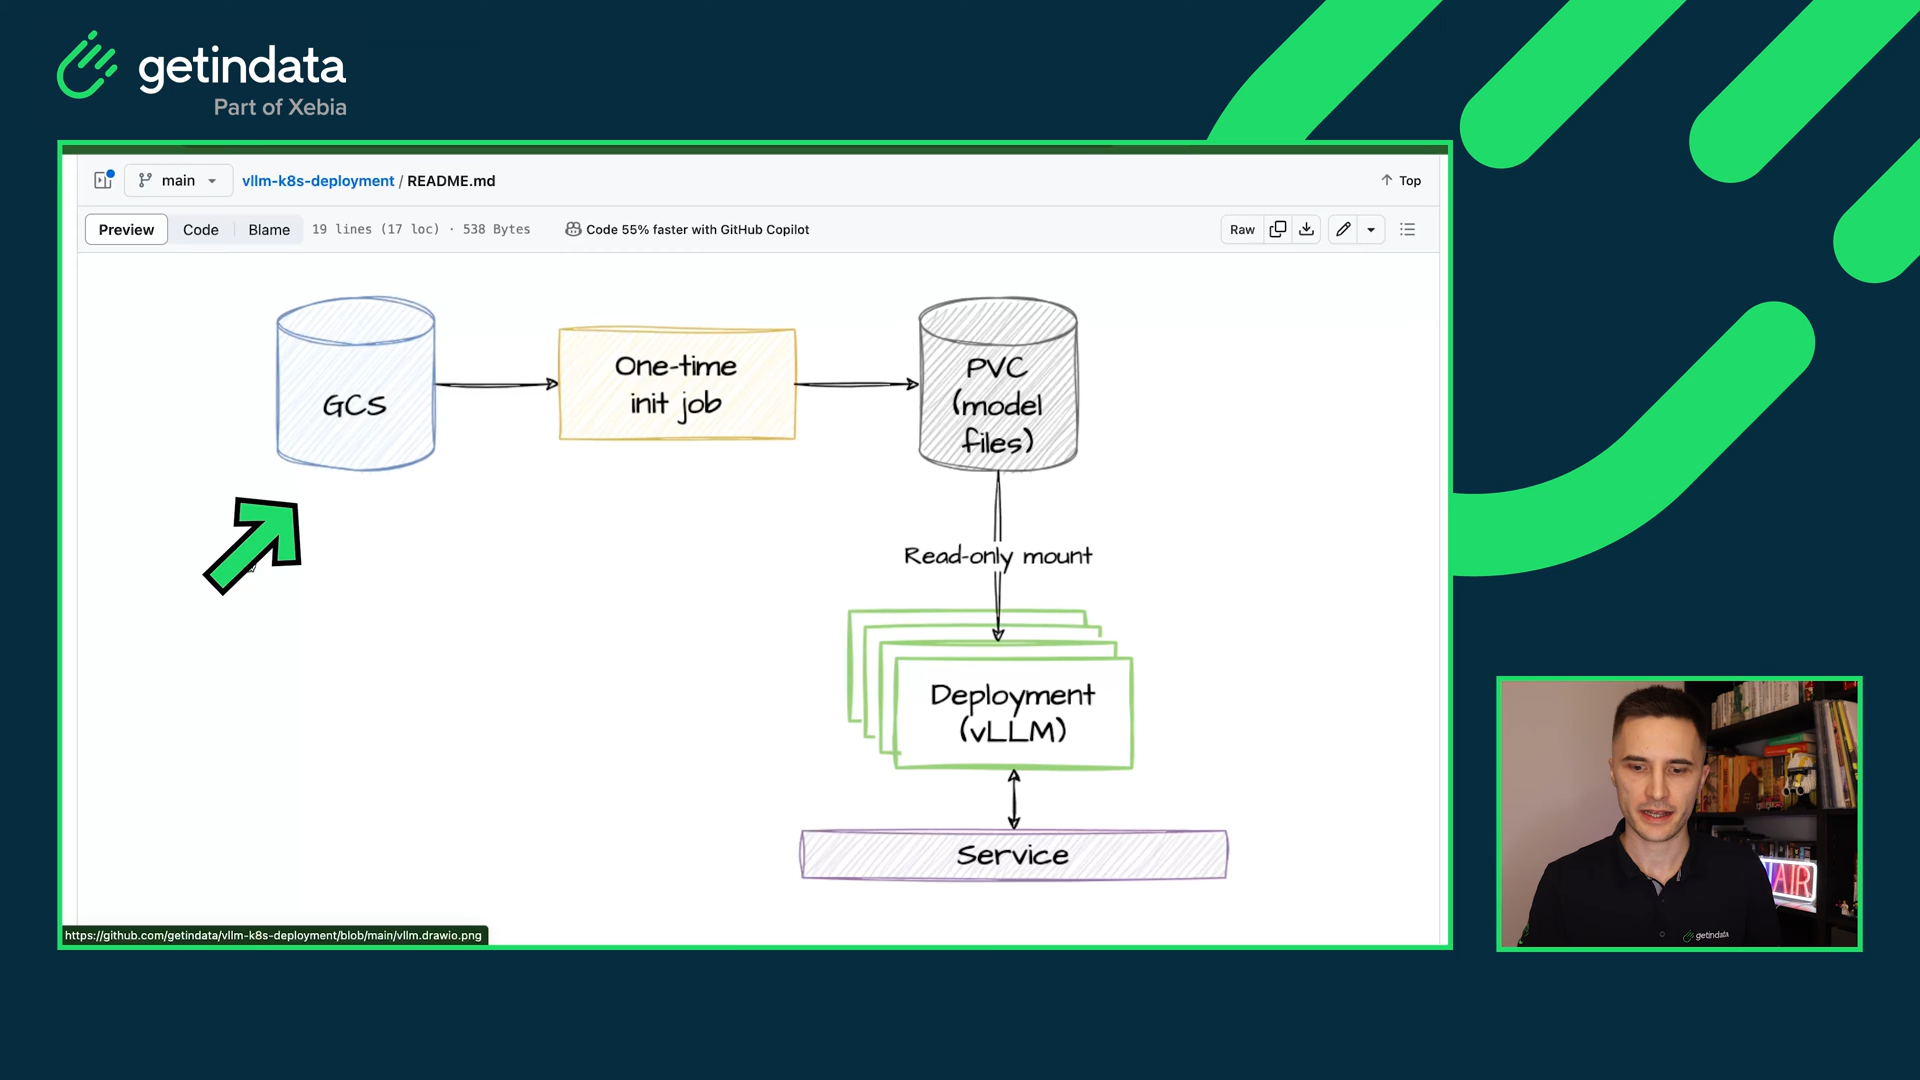 getindata
Part of Xebia
main
vllm-k8s-deployment / README.md
Top
Preview
Code
Blame
19 lines (17 loc) · 538 Bytes
Code 55% faster with GitHub Copilot
Raw
GCS
One-time
init job
PVC
(model
files)
Read-only mount
Deployment
(vLLM)
Service
https://github.com/getindata/vllm-k8s-deployment/blob/main/vllm.drawio.png
AIR
getindata